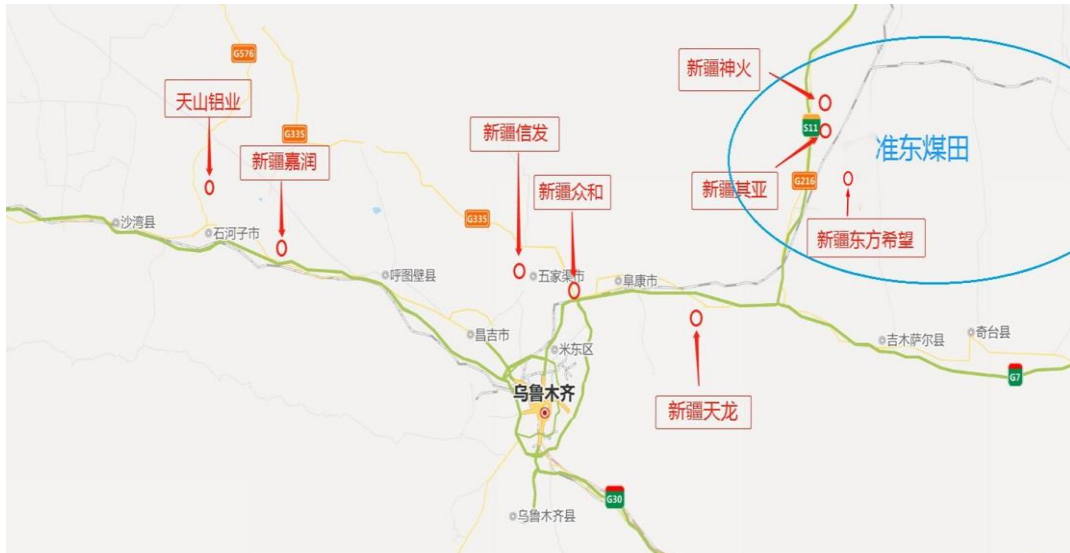 G576
新疆神火
天山铝业
S11
G335
新疆信发
准东煤田
新疆嘉润
新疆众和
G216
新疆其亚
沙湾县
G335
石河子市
新疆东方希望
呼图壁县
五家渠市
阜康市
昌吉市
吉木萨尔县
奇台县
米东区
G7
乌鲁木齐
新疆天龙
G30
乌鲁木齐县